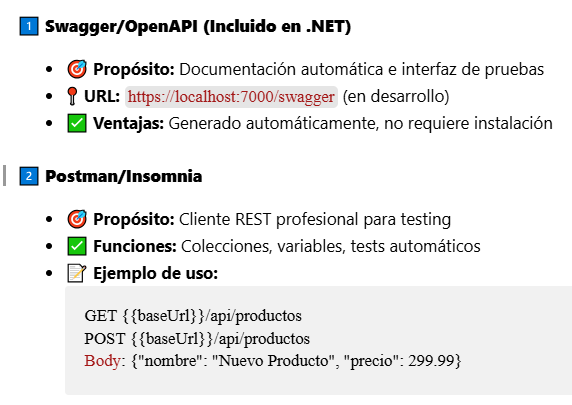 1 Swagger/OpenAPI (Incluido en .NET)
• 🎯 Propósito: Documentación automática e interfaz de pruebas
• 📍 URL: https://localhost:7000/swagger (en desarrollo)
• ✅ Ventajas: Generado automáticamente, no requiere instalación
2 Postman/Insomnia
• 🎯 Propósito: Cliente REST profesional para testing
• ✅ Funciones: Colecciones, variables, tests automáticos
• 📝 Ejemplo de uso:
GET {{baseUrl}}/api/productos
POST {{baseUrl}}/api/productos
Body: {"nombre": "Nuevo Producto", "precio": 299.99}